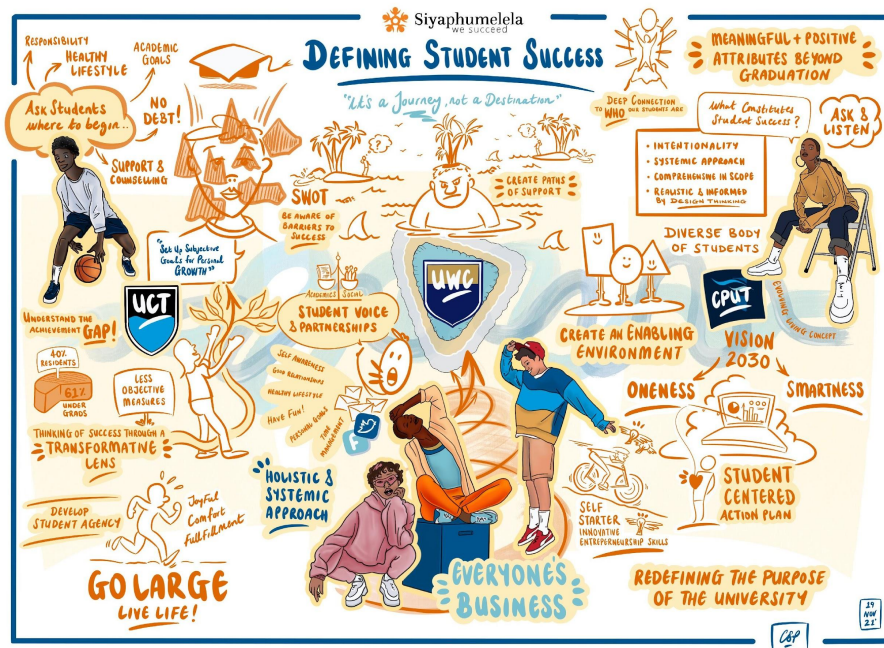 Siyaphumelela
we succeed
DEFINING STUDENT SUCCESS
"It's a Journey, not a Destination"
RESPONSIBILITY
HEALTHY
LIFESTYLE
ACADEMIC
GOALS
ASK STUDENTS
where to begin...
NO
DEBT!
SUPPORT &
COUNSELLING
"Set Up Subjective
Goals for Personal
GROWTH"
SWOT
BE AWARE OF
BARRIERS TO
SUCCESS
CREATE PATHS
OF SUPPORT
DEEP CONNECTION
TO WHO OUR STUDENTS ARE
MEANINGFUL + POSITIVE
ATTRIBUTES BEYOND
GRADUATION
What Constitutes
Student Success?
ASK &
LISTEN
• INTENTIONALITY
• SYSTEMIC APPROACH
• COMPREHENSIVE IN SCOPE
• REALISTIC & INFORMED
BY DESIGN THINKING
DIVERSE BODY
OF STUDENTS
UCT
UNDERSTAND THE
ACHIEVEMENT GAP!
40%
RESIDENTS
61%
UNDER
GRADS
LESS
OBJECTIVE
MEASURES
THINKING OF SUCCESS THROUGH A
TRANSFORMATIVE
LENS
DEVELOP
STUDENT AGENCY
Joyful
Comfort
Fullfillment
GO LARGE
LIVE LIFE!
ACADEMICS
SOCIAL
STUDENT VOICE
& PARTNERSHIPS
SELF AWARENESS
GOOD RELATIONSHIPS
HEALTHY LIFESTYLE
HAVE FUN!
PERSONAL GOALS
TIME
MANAGEMENT
f
HOLISTIC &
SYSTEMIC
APPROACH
UWC
EVERYONE'S
BUSINESS
CREATE AN ENABLING
ENVIRONMENT
CPUT
EVOLVING LIVING CONCEPT
VISION
2030
ONENESS
SMARTNESS
STUDENT
CENTERED
ACTION PLAN
SELF
STARTER
INNOVATIVE
ENTREPRENEURSHIP SKILLS
REDEFINING THE PURPOSE
OF THE UNIVERSITY
19
NOV
21'